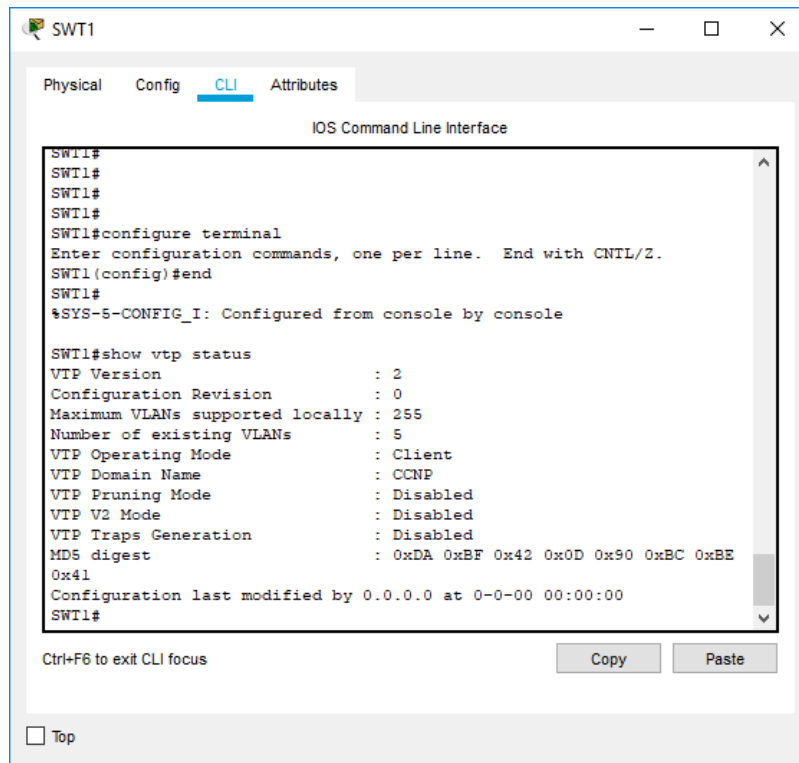 SWT1
Physical Config CLI Attributes
IOS Command Line Interface
SWT1#
SWT1#
SWT1#
SWT1#
SWT1#configure terminal
Enter configuration commands, one per line.  End with CNTL/Z.
SWT1(config)#end
SWT1#
%SYS-5-CONFIG_I: Configured from console by console
SWT1#show vtp status
VTP Version                     : 2
Configuration Revision          : 0
Maximum VLANs supported locally : 255
Number of existing VLANs        : 5
VTP Operating Mode              : Client
VTP Domain Name                 : CCNP
VTP Pruning Mode                : Disabled
VTP V2 Mode                     : Disabled
VTP Traps Generation            : Disabled
MD5 digest                      : 0xDA 0xBF 0x42 0x0D 0x90 0xBC 0xBE
0x41
Configuration last modified by 0.0.0.0 at 0-0-00 00:00:00
SWT1#
Ctrl+F6 to exit CLI focus
Copy Paste
Top